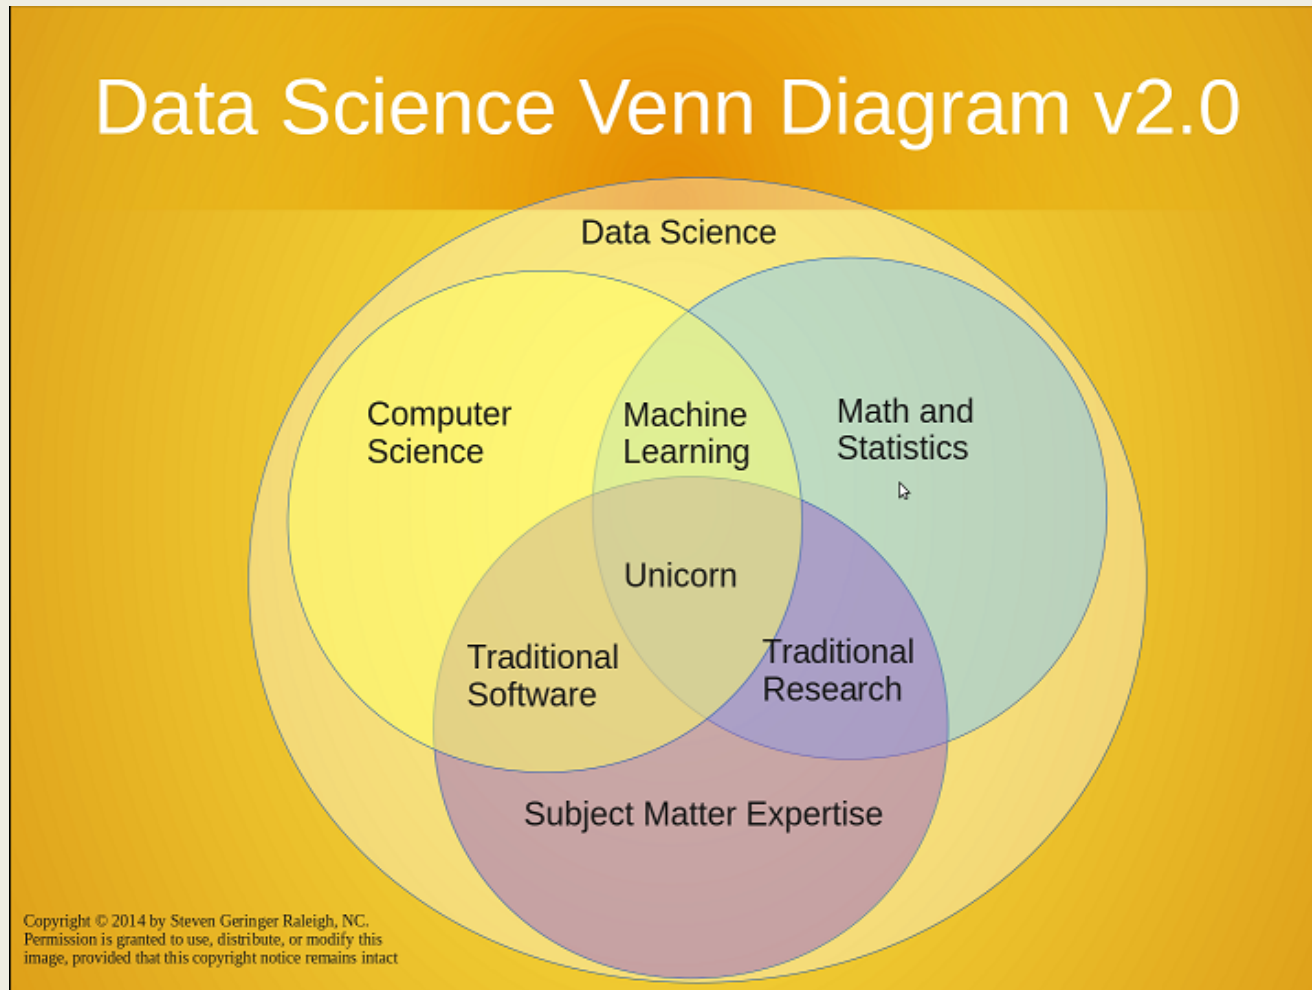 Data Science Venn Diagram v2.0
Data Science
Computer
Science
Machine
Learning
Math and
Statistics
Unicorn
Traditional
Software
Traditional
Research
Subject Matter Expertise
Copyright © 2014 by Steven Geringer Raleigh, NC.
Permission is granted to use, distribute, or modify this
image, provided that this copyright notice remains intact